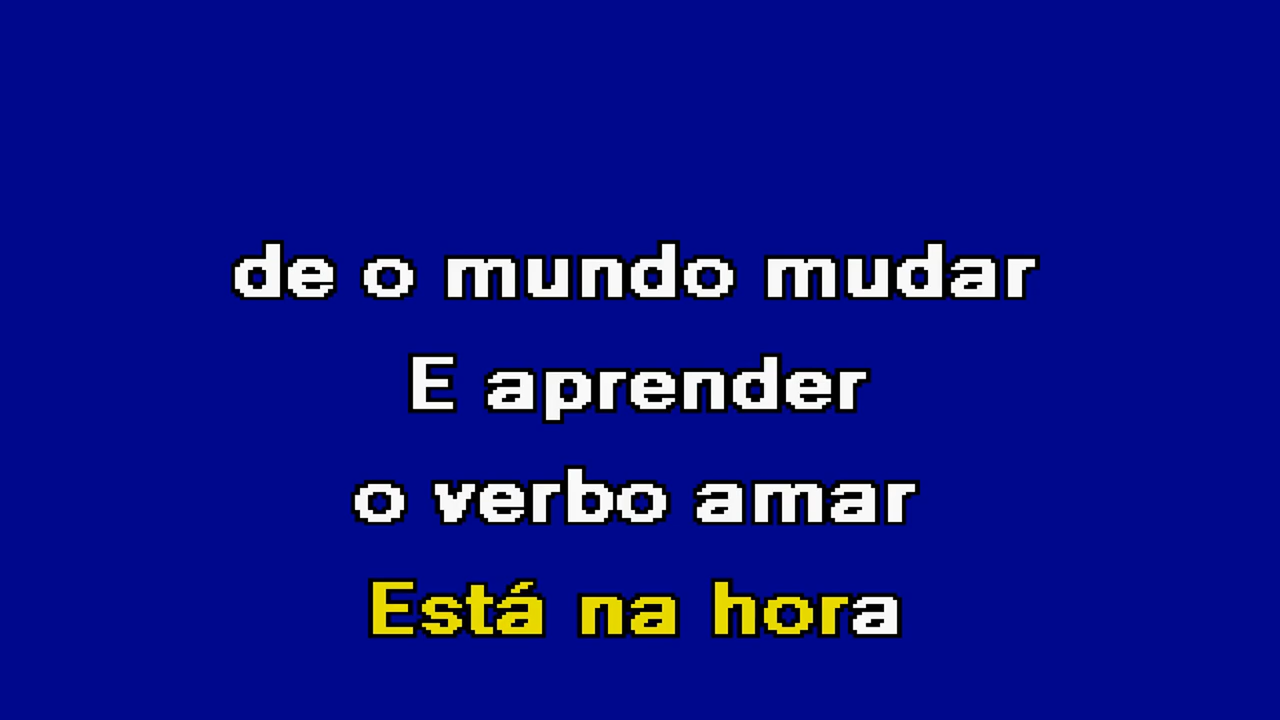 de o mundo mudar
E aprender
o verbo amar
Está na hora